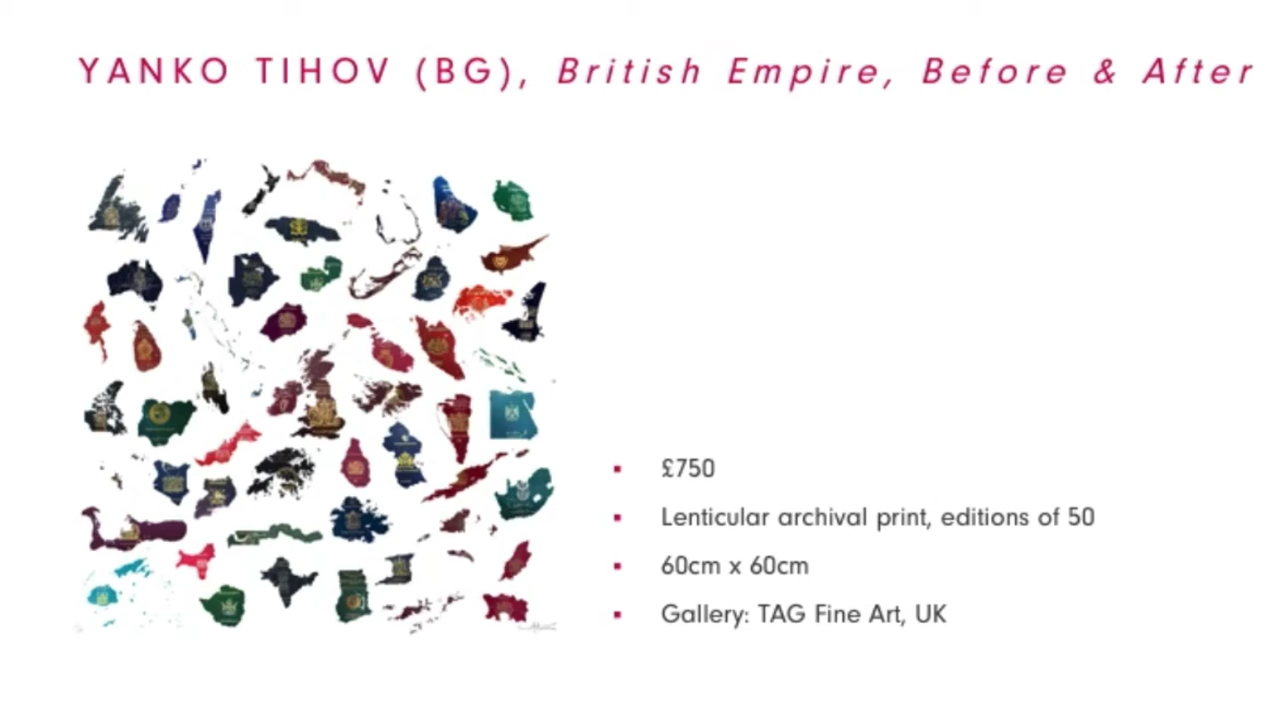 YANKO TIHOV (BG), British Empire, Before & After
▪ £750
▪ Lenticular archival print, editions of 50
▪ 60cm x 60cm
▪ Gallery: TAG Fine Art, UK